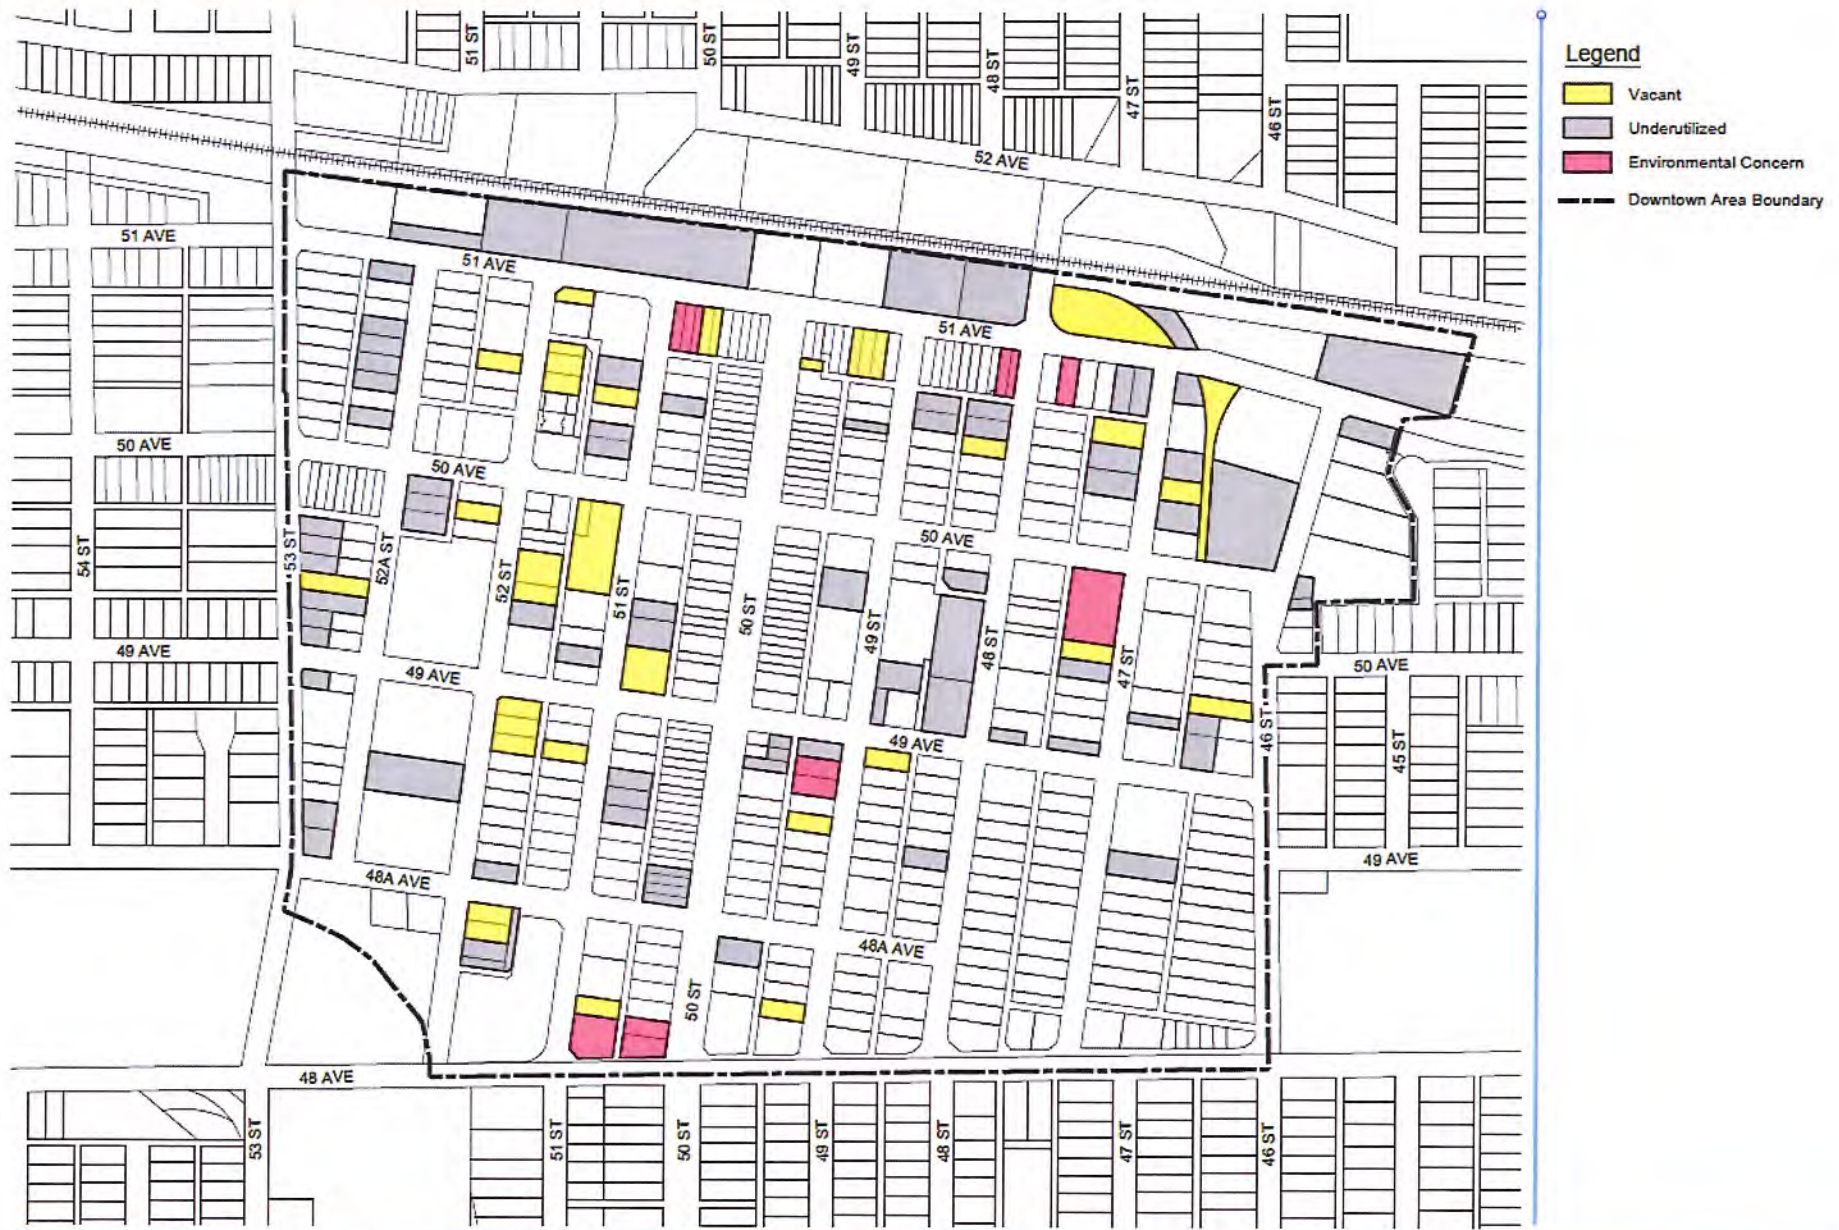 51 ST
50 ST
49 ST
48 ST
47 ST
46 ST
Legend
Vacant
Underutilized
Environmental Concern
Downtown Area Boundary
52 AVE
51 AVE
51 AVE
51 AVE
50 AVE
50 AVE
50 AVE
54 ST
53 ST
52A ST
52 ST
51 ST
50 ST
49 ST
48 ST
47 ST
46 ST
45 ST
49 AVE
49 AVE
50 AVE
49 AVE
49 AVE
48A AVE
48A AVE
50 ST
48 AVE
53 ST
51 ST
50 ST
49 ST
48 ST
47 ST
46 ST